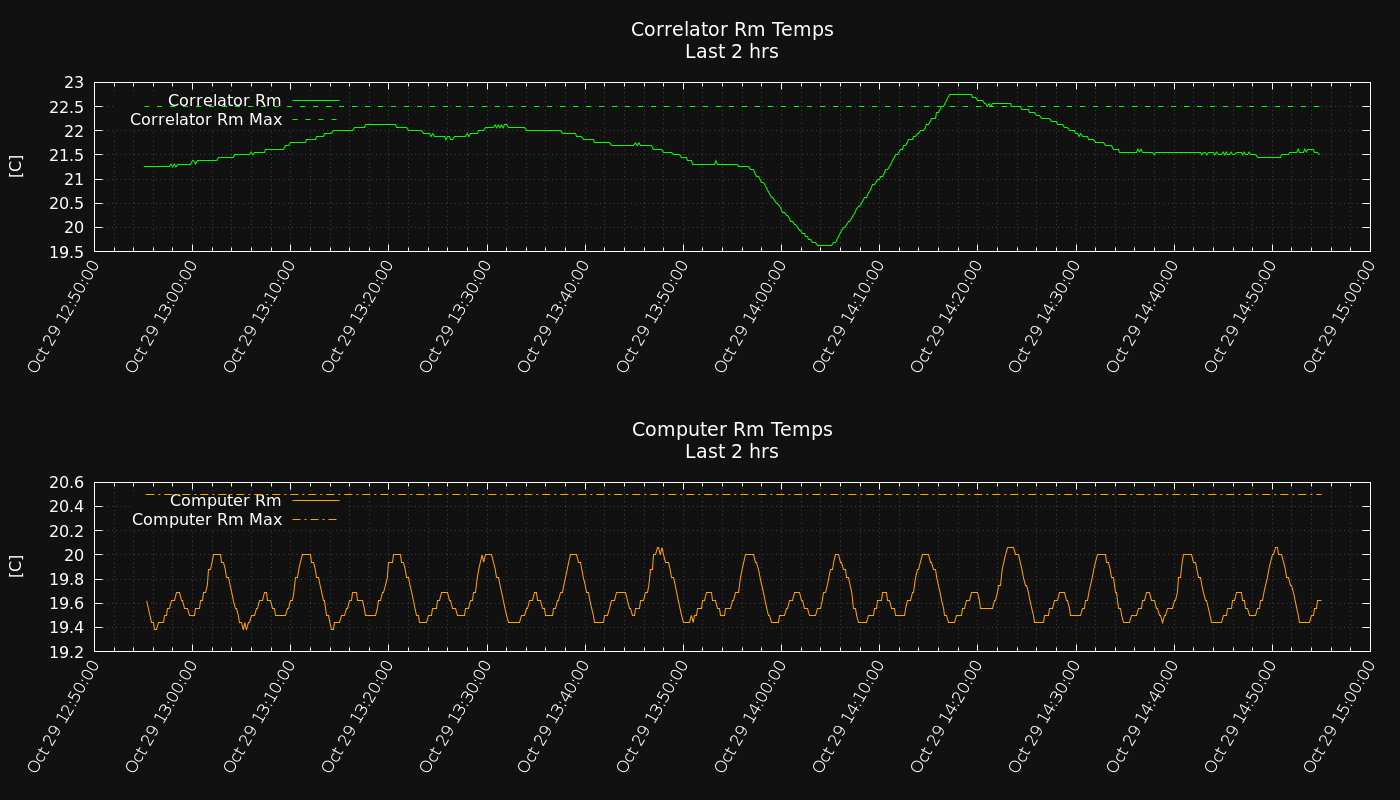 Correlator Rm Temps
Last 2 hrs
[C]
23
22.5
22
21.5
21
20.5
20
19.5
Correlator Rm
Correlator Rm Max
Oct 29 12:50:00
Oct 29 13:00:00
Oct 29 13:10:00
Oct 29 13:20:00
Oct 29 13:30:00
Oct 29 13:40:00
Oct 29 13:50:00
Oct 29 14:00:00
Oct 29 14:10:00
Oct 29 14:20:00
Oct 29 14:30:00
Oct 29 14:40:00
Oct 29 14:50:00
Oct 29 15:00:00
Computer Rm Temps
Last 2 hrs
[C]
20.6
20.4
20.2
20
19.8
19.6
19.4
19.2
Computer Rm
Computer Rm Max
Oct 29 12:50:00
Oct 29 13:00:00
Oct 29 13:10:00
Oct 29 13:20:00
Oct 29 13:30:00
Oct 29 13:40:00
Oct 29 13:50:00
Oct 29 14:00:00
Oct 29 14:10:00
Oct 29 14:20:00
Oct 29 14:30:00
Oct 29 14:40:00
Oct 29 14:50:00
Oct 29 15:00:00